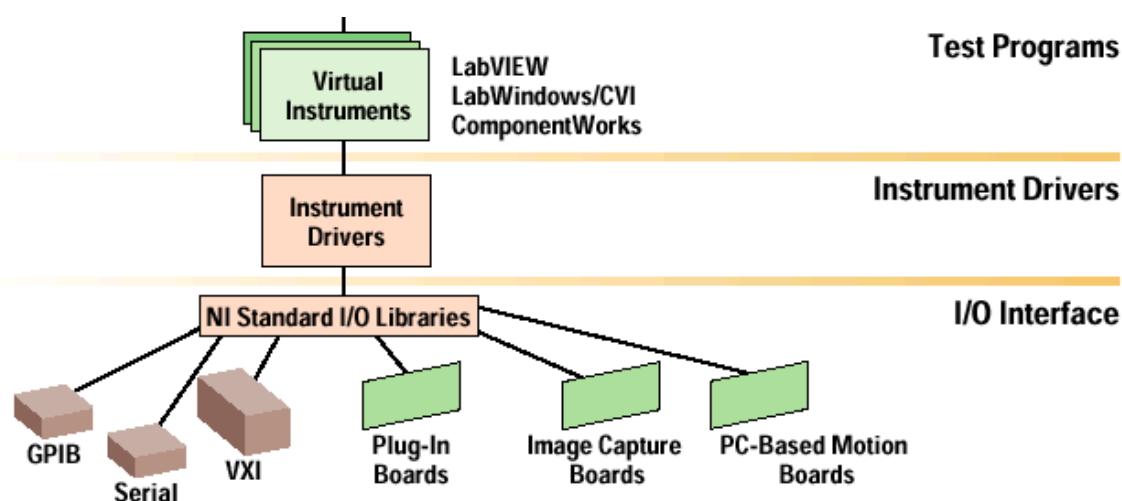 Test Programs
Virtual
Instruments
LabVIEW
LabWindows/CVI
ComponentWorks
Instrument Drivers
Instrument
Drivers
I/O Interface
NI Standard I/O Libraries
GPIB
Serial
VXI
Plug-In
Boards
Image Capture
Boards
PC-Based Motion
Boards